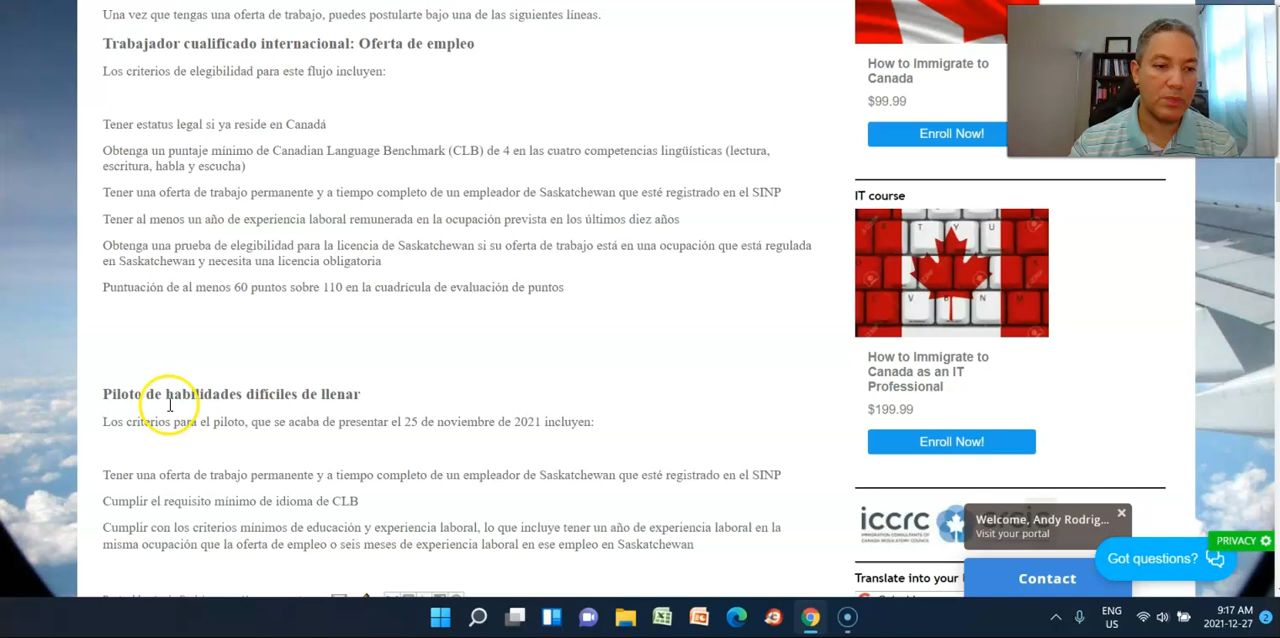 Una vez que tengas una oferta de trabajo, puedes postularte bajo una de las siguientes líneas.
Trabajador cualificado internacional: Oferta de empleo
Los criterios de elegibilidad para este flujo incluyen:
Tener estatus legal si ya reside en Canadá
Obtenga un puntaje mínimo de Canadian Language Benchmark (CLB) de 4 en las cuatro competencias lingüísticas (lectura,
escritura, habla y escucha)
Tener una oferta de trabajo permanente y a tiempo completo de un empleador de Saskatchewan que esté registrado en el SINP
Tener al menos un año de experiencia laboral remunerada en la ocupación prevista en los últimos diez años
Obtenga una prueba de elegibilidad para la licencia de Saskatchewan si su oferta de trabajo está en una ocupación que está regulada
en Saskatchewan y necesita una licencia obligatoria
Puntuación de al menos 60 puntos sobre 110 en la cuadrícula de evaluación de puntos
Piloto de habilidades difíciles de llenar
Los criterios para el piloto, que se acaba de presentar el 25 de noviembre de 2021 incluyen:
Tener una oferta de trabajo permanente y a tiempo completo de un empleador de Saskatchewan que esté registrado en el SINP
Cumplir el requisito mínimo de idioma de CLB
Cumplir con los criterios mínimos de educación y experiencia laboral, lo que incluye tener un año de experiencia laboral en la
misma ocupación que la oferta de empleo o seis meses de experiencia laboral en ese empleo en Saskatchewan
How to Immigrate to
Canada
$99.99
Enroll Now!
IT course
R T Y U
V B N M
How to Immigrate to
Canada as an IT
Professional
$199.99
Enroll Now!
iccrc
IMMIGRATION CONSULTANTS
OF CANADA REGULATORY COUNCIL
Welcome, Andy Rodrig...
Visit your portal
PRIVACY
Got questions?
Contact
Translate into your
ENG
US
9:17 AM
2021-12-27
2